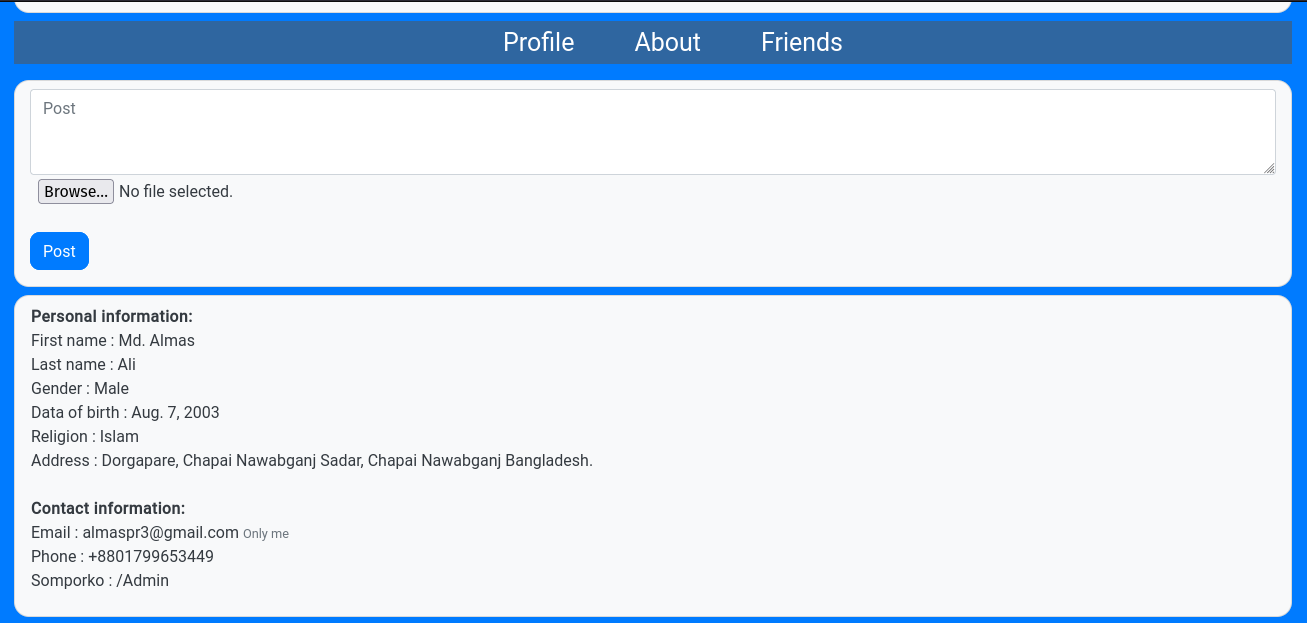 Profile About Friends
Post
Browse... No file selected.
Post
Personal information:
First name : Md. Almas
Last name : Ali
Gender : Male
Data of birth : Aug. 7, 2003
Religion : Islam
Address : Dorgapare, Chapai Nawabganj Sadar, Chapai Nawabganj Bangladesh.
Contact information:
Email : almaspr3@gmail.com Only me
Phone : +8801799653449
Somporko : /Admin